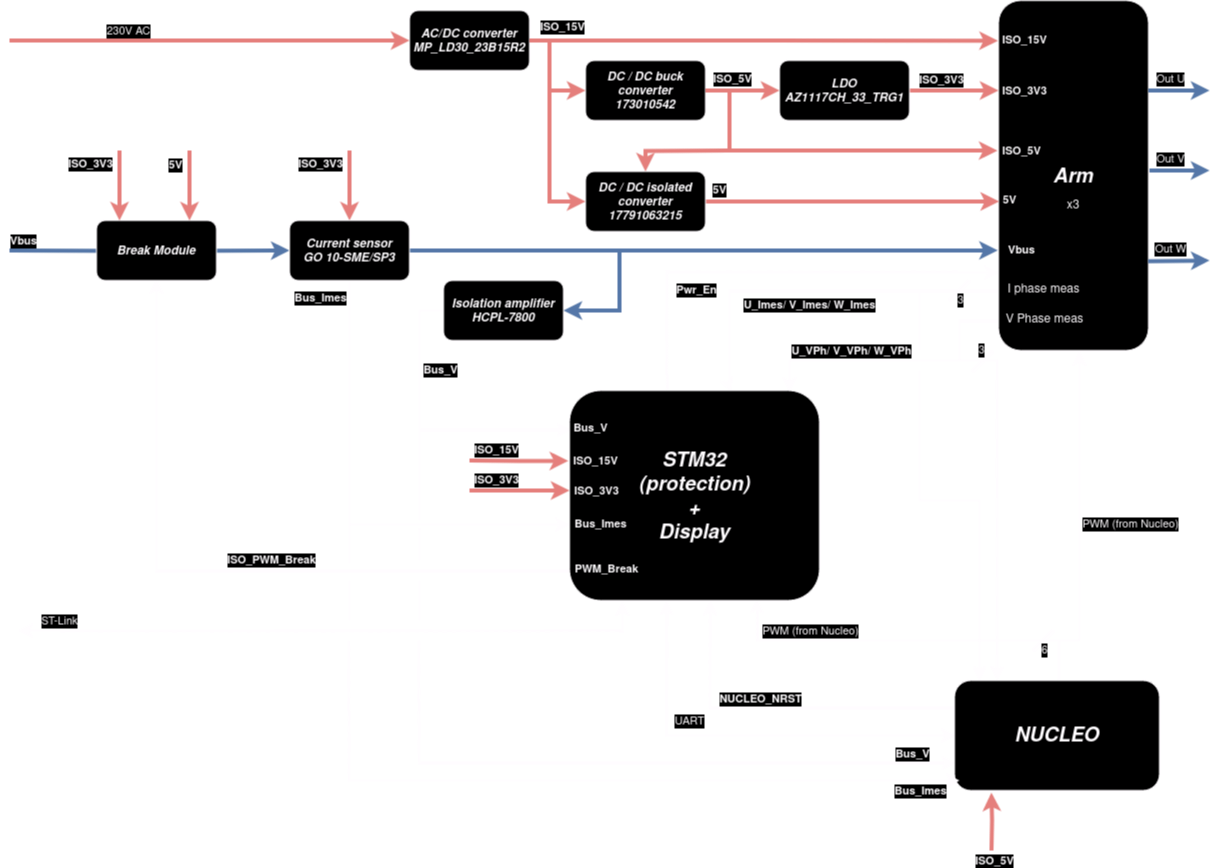 230V AC
AC/DC converter
MP_LD30_23B15R2
ISO_15V
ISO_15V
DC / DC buck
converter
173010542
ISO_5V
LDO
AZ1117CH_33_TRG1
ISO_3V3
ISO_3V3
Out U
ISO_5V
Out V
Arm
x3
ISO_3V3
5V
ISO_3V3
DC / DC isolated
converter
17791063215
5V
5V
Vbus
Break Module
Current sensor
GO 10-SME/SP3
Vbus
Out W
Bus_Imes
Isolation amplifier
HCPL-7800
Pwr_En
U_Imes/ V_Imes/ W_Imes
3
I phase meas
V Phase meas
U_VPh/ V_VPh/ W_VPh
3
Bus_V
Bus_V
ISO_15V
ISO_15V
ISO_3V3
ISO_3V3
STM32
(protection)
+
Display
Bus_Imes
PWM_Break
PWM (from Nucleo)
ISO_PWM_Break
ST-Link
PWM (from Nucleo)
6
NUCLEO_NRST
UART
NUCLEO
Bus_V
Bus_Imes
ISO_5V